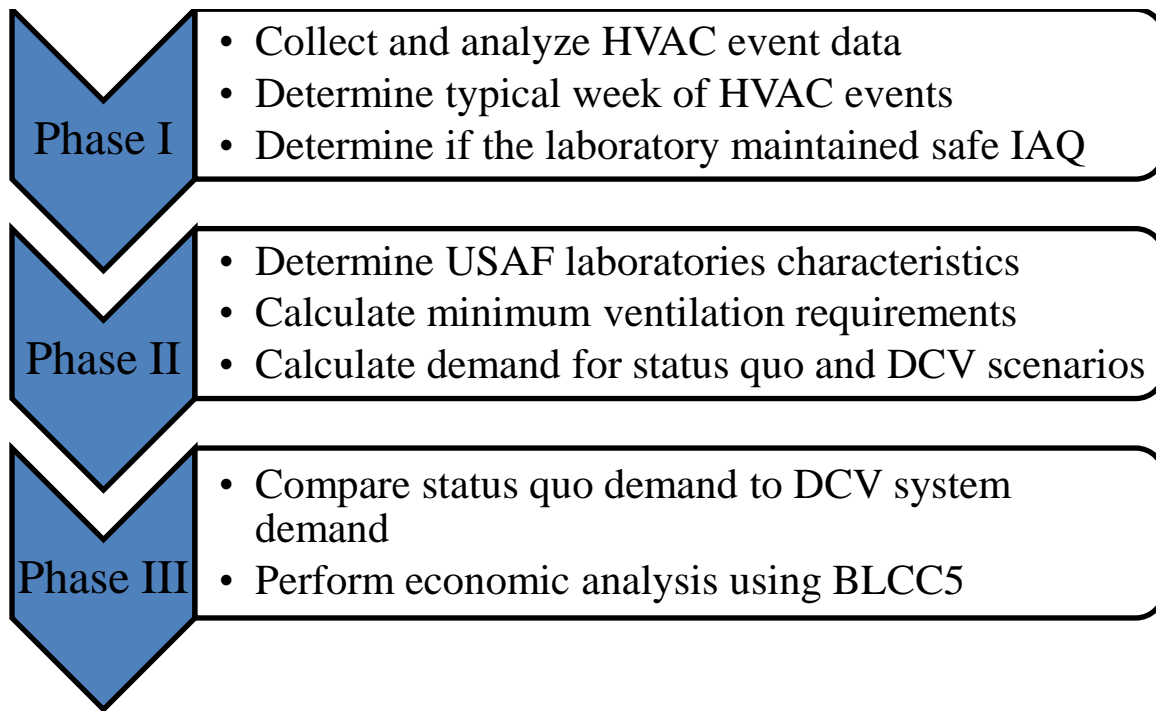 Phase I
• Collect and analyze HVAC event data
• Determine typical week of HVAC events
• Determine if the laboratory maintained safe IAQ
Phase II
• Determine USAF laboratories characteristics
• Calculate minimum ventilation requirements
• Calculate demand for status quo and DCV scenarios
Phase III
• Compare status quo demand to DCV system
demand
• Perform economic analysis using BLCC5